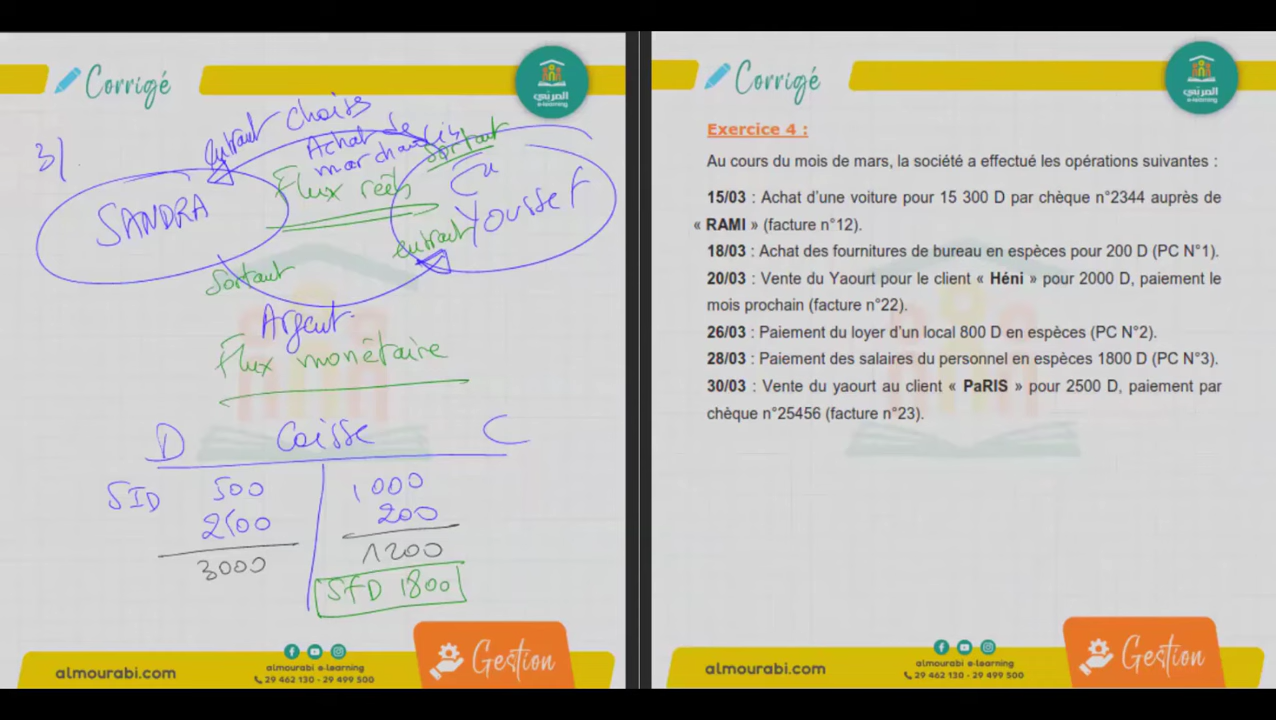 Corrigé
المربي
e-learning
3/
entrant chaises
Achat de
marchandises
Flux réels
sortant
SANDRA
Youssef
entrant
Sortant
Argent
Flux monétaire
D Caisse C
SID 500 1000
2500 200
3000 1200
SFD 1800
almourabi e-learning
almourabi.com
29 462 130 - 29 499 500
Gestion
Corrigé
المربي
e-learning
Exercice 4 :
Au cours du mois de mars, la société a effectué les opérations suivantes :
15/03 : Achat d'une voiture pour 15 300 D par chèque n°2344 auprès de
« RAMI » (facture n°12).
18/03 : Achat des fournitures de bureau en espèces pour 200 D (PC N°1).
20/03 : Vente du Yaourt pour le client « Héni » pour 2000 D, paiement le
mois prochain (facture n°22).
26/03 : Paiement du loyer d'un local 800 D en espèces (PC N°2).
28/03 : Paiement des salaires du personnel en espèces 1800 D (PC N°3).
30/03 : Vente du yaourt au client « PaRIS » pour 2500 D, paiement par
chèque n°25456 (facture n°23).
almourabi e-learning
almourabi.com
29 462 130 - 29 499 500
Gestion